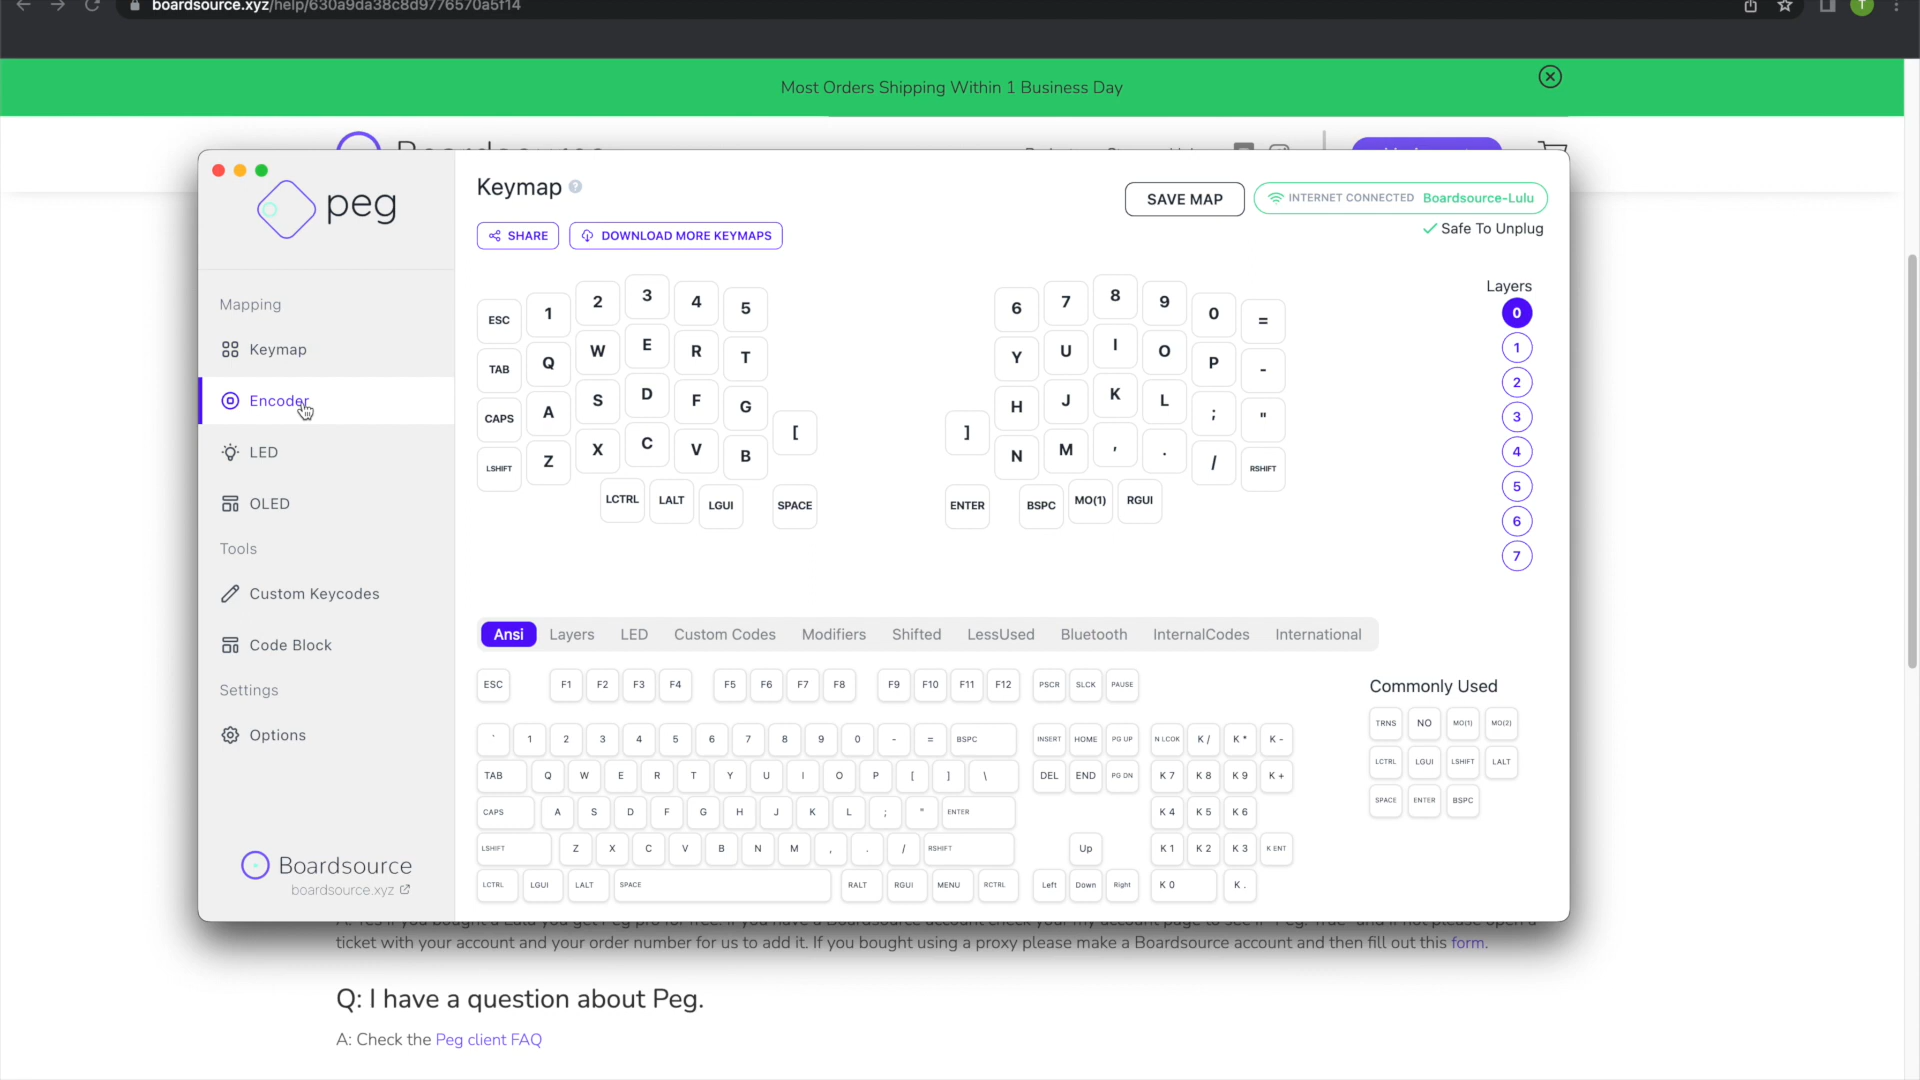 boardsource.xyz/help/630a9da38c8d9776570a5f14
T
Most Orders Shipping Within 1 Business Day
peg
Mapping
Keymap
Encoder
LED
OLED
Tools
Custom Keycodes
Code Block
Settings
Options
Boardsource
boardsource.xyz
Keymap ?
SHARE DOWNLOAD MORE KEYMAPS
SAVE MAP
INTERNET CONNECTED Boardsource-Lulu
Safe To Unplug
ESC 1 2 3 4 5 6 7 8 9 0 =
TAB Q W E R T Y U I O P -
CAPS A S D F G [ ] H J K L ; "
LSHIFT Z X C V B N M , . / RSHIFT
LCTRL LALT LGUI SPACE ENTER BSPC MO(1) RGUI
Layers
0
1
2
3
4
5
6
7
Ansi Layers LED Custom Codes Modifiers Shifted LessUsed Bluetooth InternalCodes International
ESC F1 F2 F3 F4 F5 F6 F7 F8 F9 F10 F11 F12 PSCR SLCK PAUSE
` 1 2 3 4 5 6 7 8 9 0 - = BSPC INSERT HOME PG UP N LCOK K / K * K -
TAB Q W E R T Y U I O P [ ] \ DEL END PG DN K 7 K 8 K 9 K +
CAPS A S D F G H J K L ; " ENTER K 4 K 5 K 6
LSHIFT Z X C V B N M , . / RSHIFT Up K 1 K 2 K 3 K ENT
LCTRL LGUI LALT SPACE RALT RGUI MENU RCTRL Left Down Right K 0 K .
Commonly Used
TRNS NO MO(1) MO(2)
LCTRL LGUI LSHIFT LALT
SPACE ENTER BSPC
ticket with your account and your order number for us to add it. If you bought using a proxy please make a Boardsource account and then fill out this form.
Q: I have a question about Peg.
A: Check the Peg client FAQ